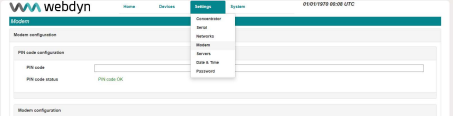 webdyn
Home
Devices
Settings
System
01/01/1970 00:08 UTC
Modem
Concentrator
Serial
Networks
Modem
Servers
Date & Time
Password
Modem configuration
PIN code configuration
PIN code
PIN code status
PIN code OK
Modem configuration